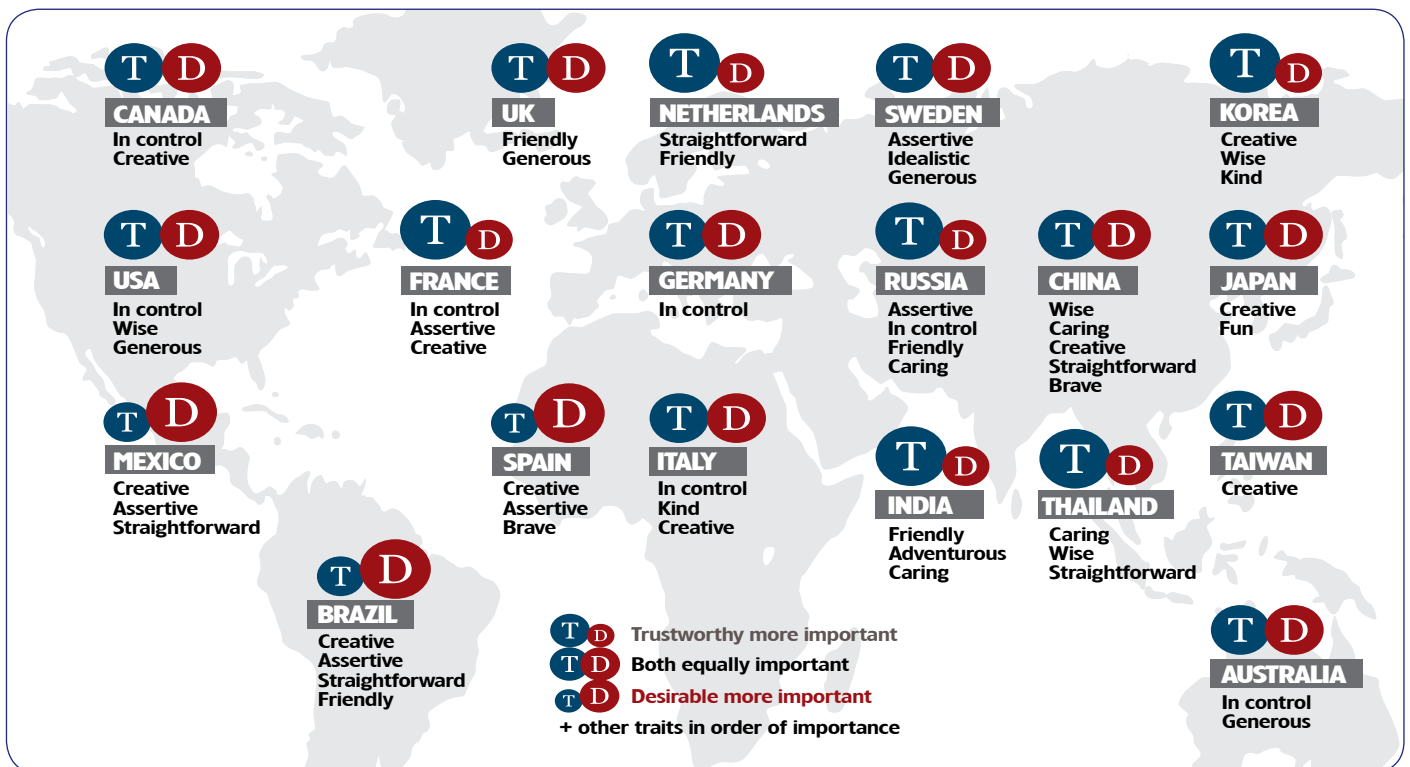 T D
CANADA
In control
Creative
T D
UK
Friendly
Generous
T D
NETHERLANDS
Straightforward
Friendly
T D
SWEDEN
Assertive
Idealistic
Generous
T D
KOREA
Creative
Wise
Kind
T D
USA
In control
Wise
Generous
T D
FRANCE
In control
Assertive
Creative
T D
GERMANY
In control
T D
RUSSIA
Assertive
In control
Friendly
Caring
T D
CHINA
Wise
Caring
Creative
Straightforward
Brave
T D
JAPAN
Creative
Fun
T D
MEXICO
Creative
Assertive
Straightforward
T D
SPAIN
Creative
Assertive
Brave
T D
ITALY
In control
Kind
Creative
T D
INDIA
Friendly
Adventurous
Caring
T D
THAILAND
Caring
Wise
Straightforward
T D
TAIWAN
Creative
T D
BRAZIL
Creative
Assertive
Straightforward
Friendly
T D
AUSTRALIA
In control
Generous
T D Trustworthy more important
T D Both equally important
T D Desirable more important
+ other traits in order of importance